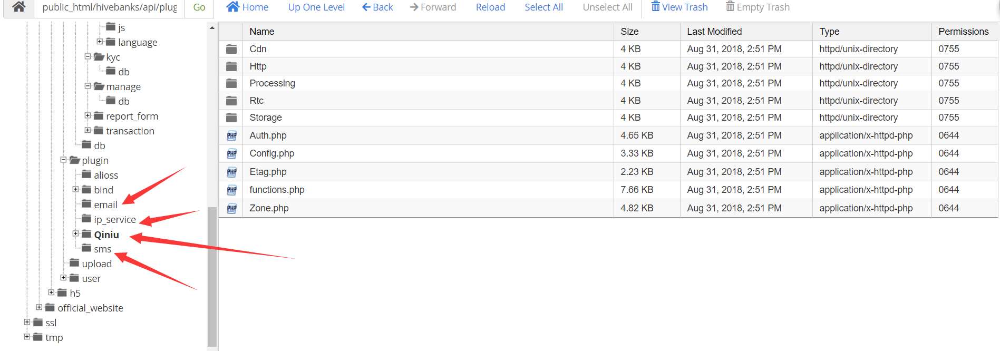 public_html/hivebanks/api/plug Go Home Up One Level Back Forward Reload Select All Unselect All View Trash Empty Trash
js
language
kyc
db
manage
db
report_form
transaction
db
plugin
alioss
bind
email
ip_service
Qiniu
sms
upload
user
h5
official_website
ssl
tmp
Name Size Last Modified Type Permissions
Cdn 4 KB Aug 31, 2018, 2:51 PM httpd/unix-directory 0755
Http 4 KB Aug 31, 2018, 2:51 PM httpd/unix-directory 0755
Processing 4 KB Aug 31, 2018, 2:51 PM httpd/unix-directory 0755
Rtc 4 KB Aug 31, 2018, 2:51 PM httpd/unix-directory 0755
Storage 4 KB Aug 31, 2018, 2:51 PM httpd/unix-directory 0755
PHP Auth.php 4.65 KB Aug 31, 2018, 2:51 PM application/x-httpd-php 0644
PHP Config.php 3.33 KB Aug 31, 2018, 2:51 PM application/x-httpd-php 0644
PHP Etag.php 2.23 KB Aug 31, 2018, 2:51 PM application/x-httpd-php 0644
PHP functions.php 7.66 KB Aug 31, 2018, 2:51 PM application/x-httpd-php 0644
PHP Zone.php 4.82 KB Aug 31, 2018, 2:51 PM application/x-httpd-php 0644